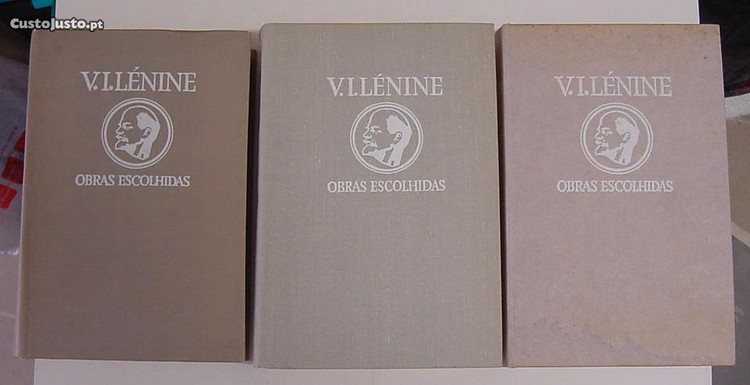 CustoJusto.pt
V.I.LÉNINE
OBRAS ESCOLHIDAS
V.I.LÉNINE
OBRAS ESCOLHIDAS
V.I.LÉNINE
OBRAS ESCOLHIDAS